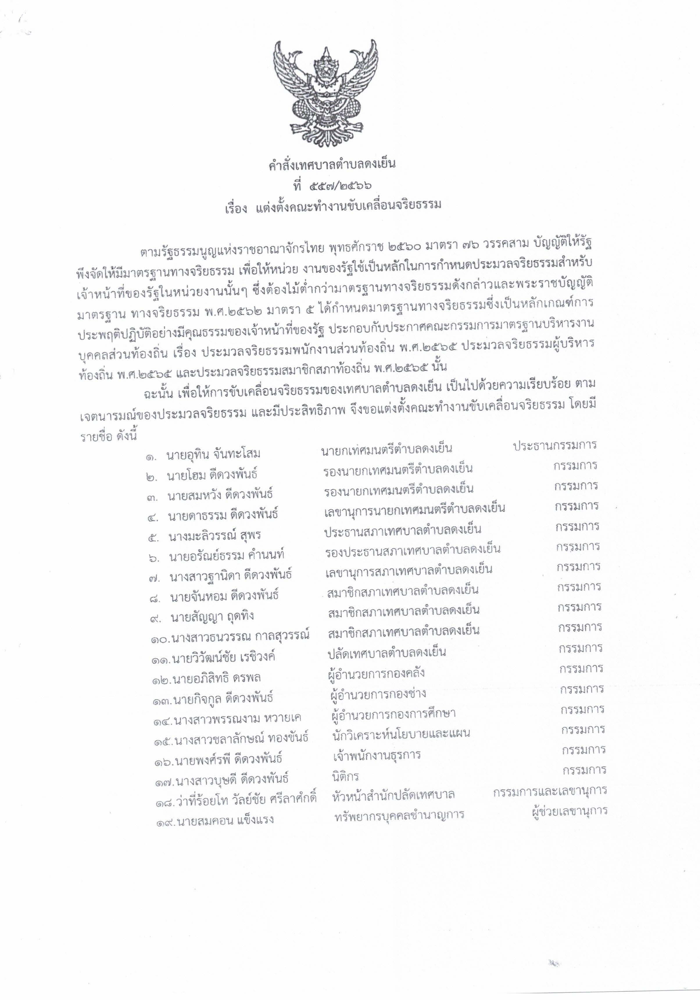 คำสั่งเทศบาลตำบลดงเย็น
ที่ ๕๕๗/๒๕๖๖
เรื่อง แต่งตั้งคณะทำงานขับเคลื่อนจริยธรรม
ตามรัฐธรรมนูญแห่งราชอาณาจักรไทย พุทธศักราช ๒๕๖๐ มาตรา ๗๖ วรรคสาม บัญญัติให้รัฐ
พึงจัดให้มีมาตรฐานทางจริยธรรม เพื่อให้หน่วย งานของรัฐใช้เป็นหลักในการกำหนดประมวลจริยธรรมสำหรับ
เจ้าหน้าที่ของรัฐในหน่วยงานนั้นๆ ซึ่งต้องไม้ต่ำกว่ามาตรฐานทางจริยธรรมดังกล่าวและพระราชบัญญัติ
มาตรฐาน ทางจริยธรรม พ.ศ.๒๕๖๒ มาตรา ๕ ได้กำหนดมาตรฐานทางจริยธรรมซึ่งเป็นหลักเกณฑ์การ
ประพฤติปฏิบัติอย่างมีคุณธรรมของเจ้าหน้าที่ของรัฐ ประกอบกับประกาศคณะกรรมการมาตรฐานบริหารงาน
บุคคลส่วนท้องถิ่น เรื่อง ประมวลจริยธรรมพนักงานส่วนท้องถิ่น พ.ศ.๒๕๖๕ ประมวลจริยธรรมผู้บริหาร
ท้องถิ่น พ.ศ.๒๕๖๕ และประมวลจริยธรรมสมาชิกสภาท้องถิ่น พ.ศ.๒๕๖๕ นั้น
ฉะนั้น เพื่อให้การขับเคลื่อนจริยธรรมของเทศบาลตำบลดงเย็น เป็นไปด้วยความเรียบร้อย ตาม
เจตนารมณ์ของประมวลจริยธรรม และมีประสิทธิภาพ จึงขอแต่งตั้งคณะทำงานขับเคลื่อนจริยธรรม โดยมี
รายชื่อ ดังนี้
๑. นายอุทิน จันทะโสม นายกเทศมนตรีตำบลดงเย็น ประธานกรรมการ
๒. นายโฮม ดีดวงพันธ์ รองนายกเทศมนตรีตำบลดงเย็น กรรมการ
๓. นายสมหวัง ดีดวงพันธ์ รองนายกเทศมนตรีตำบลดงเย็น กรรมการ
๔. นายดาธรรม ดีดวงพันธ์ เลขานุการนายกเทศมนตรีตำบลดงเย็น กรรมการ
๕. นางมะลิวรรณ์ สุพร ประธานสภาเทศบาลตำบลดงเย็น กรรมการ
๖. นายอรัณย์ธรรม คำนนท์ รองประธานสภาเทศบาลตำบลดงเย็น กรรมการ
๗. นางสาวฐานิดา ดีดวงพันธ์ เลขานุการสภาเทศบาลตำบลดงเย็น กรรมการ
๘. นายจันหอม ดีดวงพันธ์ สมาชิกสภาเทศบาลตำบลดงเย็น กรรมการ
๙. นายสัญญา ถุดทิง สมาชิกสภาเทศบาลตำบลดงเย็น กรรมการ
๑๐.นางสาวธนวรรณ กาลสุวรรณ์ สมาชิกสภาเทศบาลตำบลดงเย็น กรรมการ
๑๑.นายวิวัฒน์ชัย เรชิวงค์ ปลัดเทศบาลตำบลดงเย็น กรรมการ
๑๒.นายอภิสิทธิ ดรพล ผู้อำนวยการกองคลัง กรรมการ
๑๓.นายกิจกูล ดีดวงพันธ์ ผู้อำนวยการกองช่าง กรรมการ
๑๔.นางสาวพรรณงาม หวายเค ผู้อำนวยการกองการศึกษา กรรมการ
๑๕.นางสาวชลาลักษณ์ ทองขันธ์ นักวิเคราะห์นโยบายและแผน กรรมการ
๑๖.นายพงศ์รพี ดีดวงพันธ์ เจ้าพนักงานธุรการ กรรมการ
๑๗.นางสาวบุษดี ดีดวงพันธ์ นิติกร กรรมการ
๑๘.ว่าที่ร้อยโท วัลย์ชัย ศรีลาศักดิ์ หัวหน้าสำนักปลัดเทศบาล กรรมการและเลขานุการ
๑๙.นายสมคอน แข็งแรง ทรัพยากรบุคคลชำนาญการ ผู้ช่วยเลขานุการ